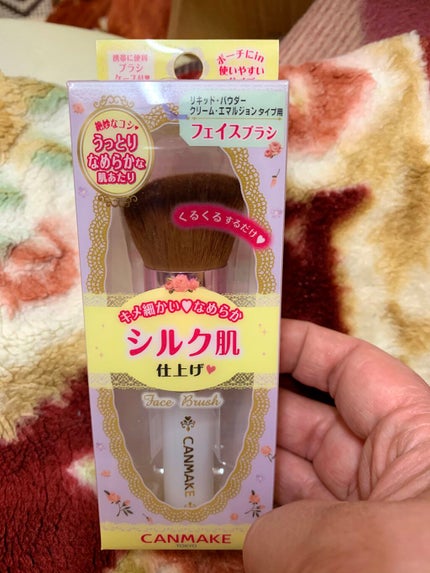 携帯に便利
ブラシ
ケース付き
ポーチにin
使いやすい
リキッド・パウダー
クリーム・エマルジョンタイプ用
フェイスブラシ
絶妙なコシ
うっとり
なめらかな
肌あたり
くるくるするだけ♥
キメ細かい♥なめらか
シルク肌
仕上げ♥
Face Brush
CANMAKE
CANMAKE
TOKYO